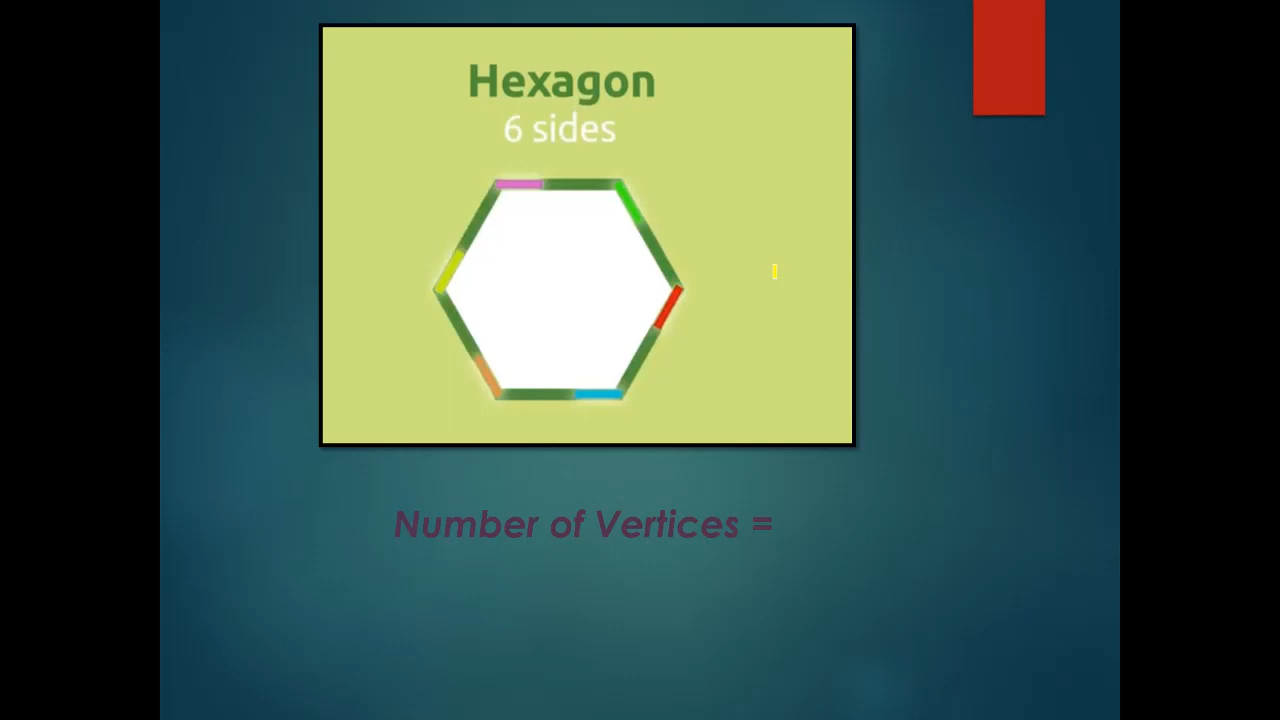 Hexagon
6 sides
Number of Vertices =